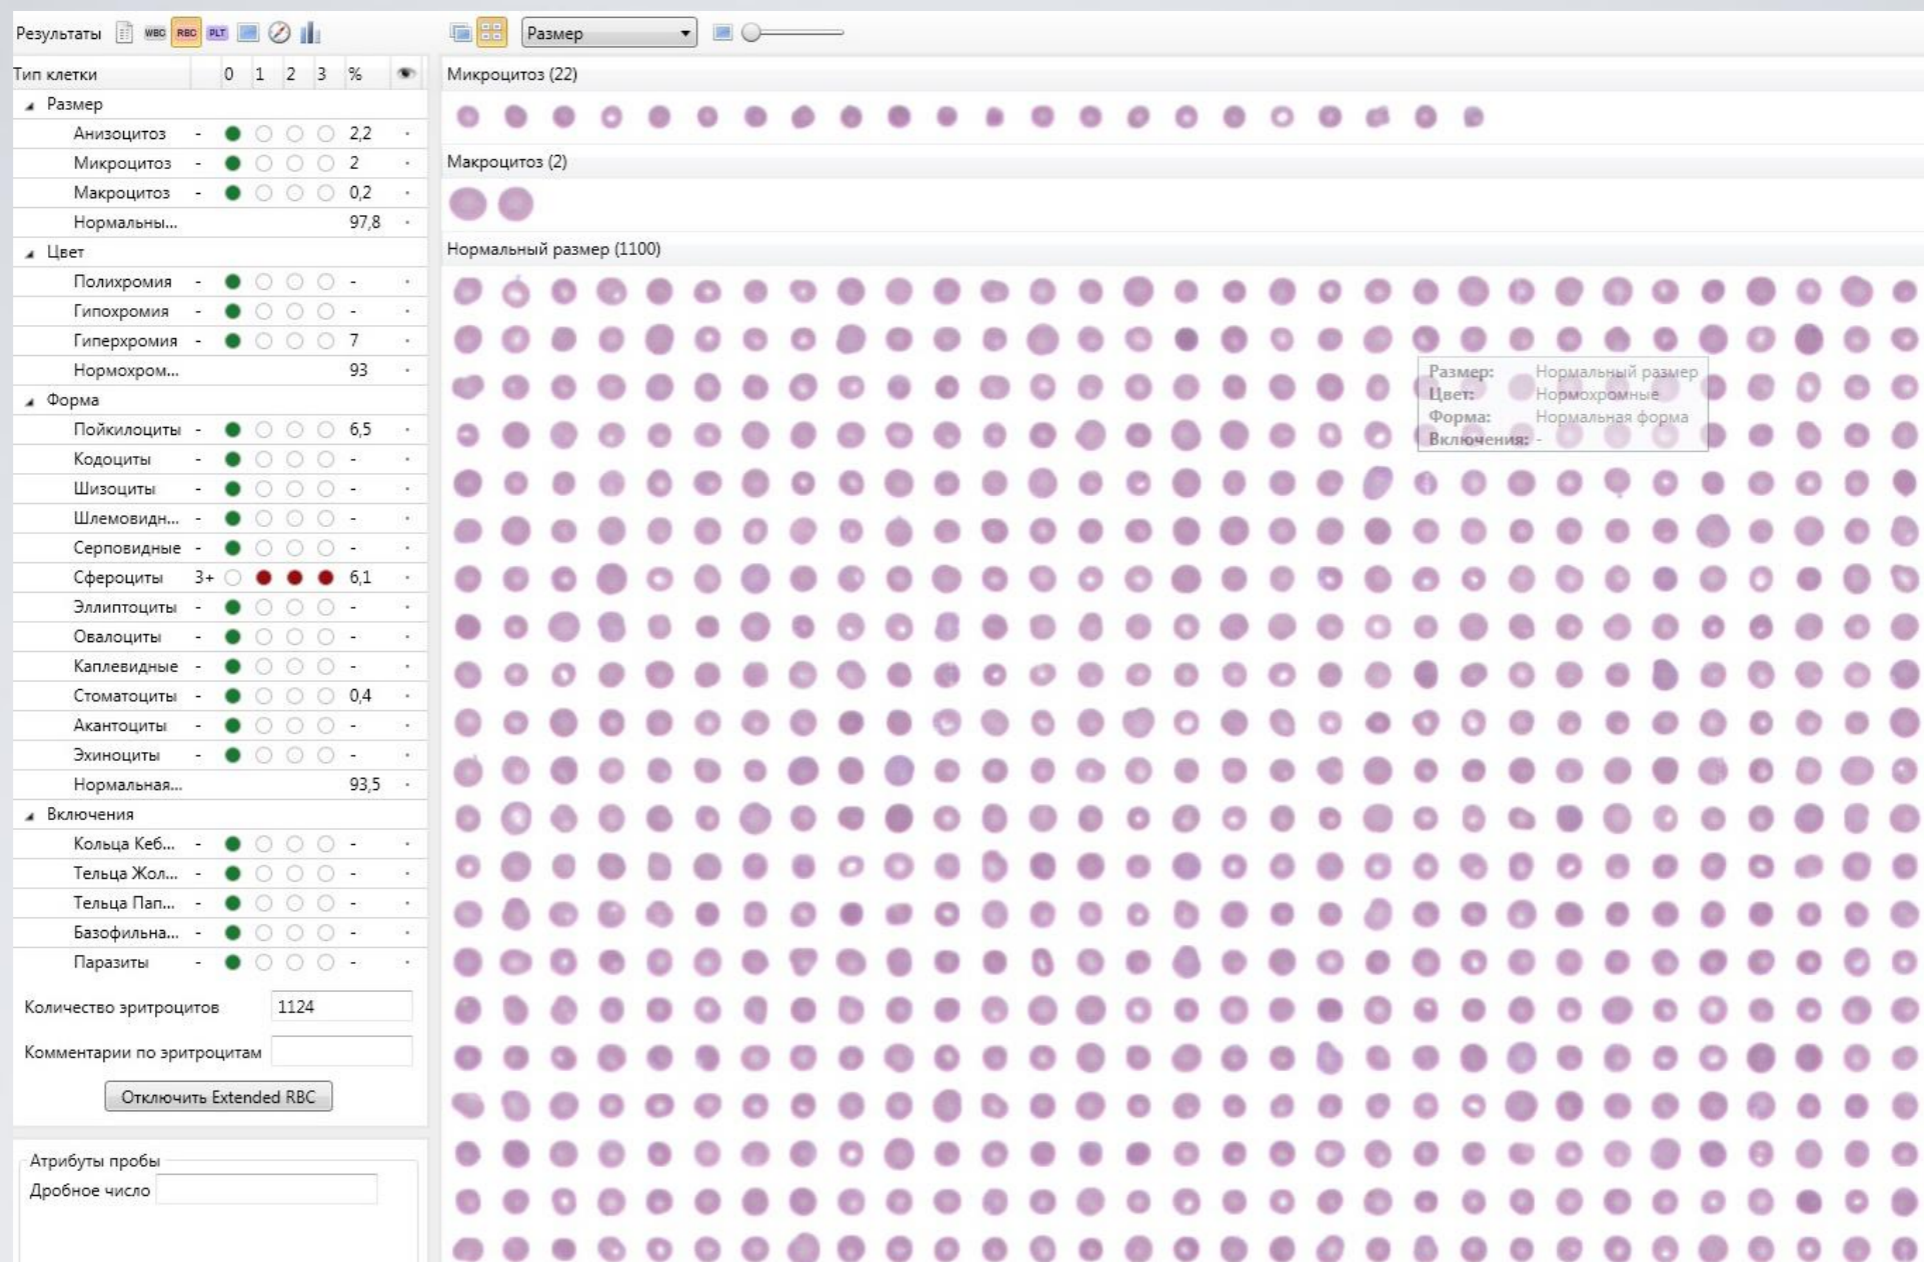 Результаты WBC RBC PLT Размер
Тип клетки 0 1 2 3 %
Размер
Анизоцитоз - 2,2
Микроцитоз - 2
Макроцитоз - 0,2
Нормальны... 97,8
Цвет
Полихромия - -
Гипохромия - -
Гиперхромия - 7
Нормохром... 93
Форма
Пойкилоциты - 6,5
Кодоциты - -
Шизоциты - -
Шлемовидн... - -
Серповидные - -
Сфероциты 3+ 6,1
Эллиптоциты - -
Овалоциты - -
Каплевидные - -
Стоматоциты - 0,4
Акантоциты - -
Эхиноциты - -
Нормальная... 93,5
Включения
Кольца Кеб... - -
Тельца Жол... - -
Тельца Пап... - -
Базофильна... - -
Паразиты - -
Количество эритроцитов 1124
Комментарии по эритроцитам
Отключить Extended RBC
Атрибуты пробы
Дробное число
Микроцитоз (22)
Макроцитоз (2)
Нормальный размер (1100)
Размер: Нормальный размер
Цвет: Нормохромные
Форма: Нормальная форма
Включения: -